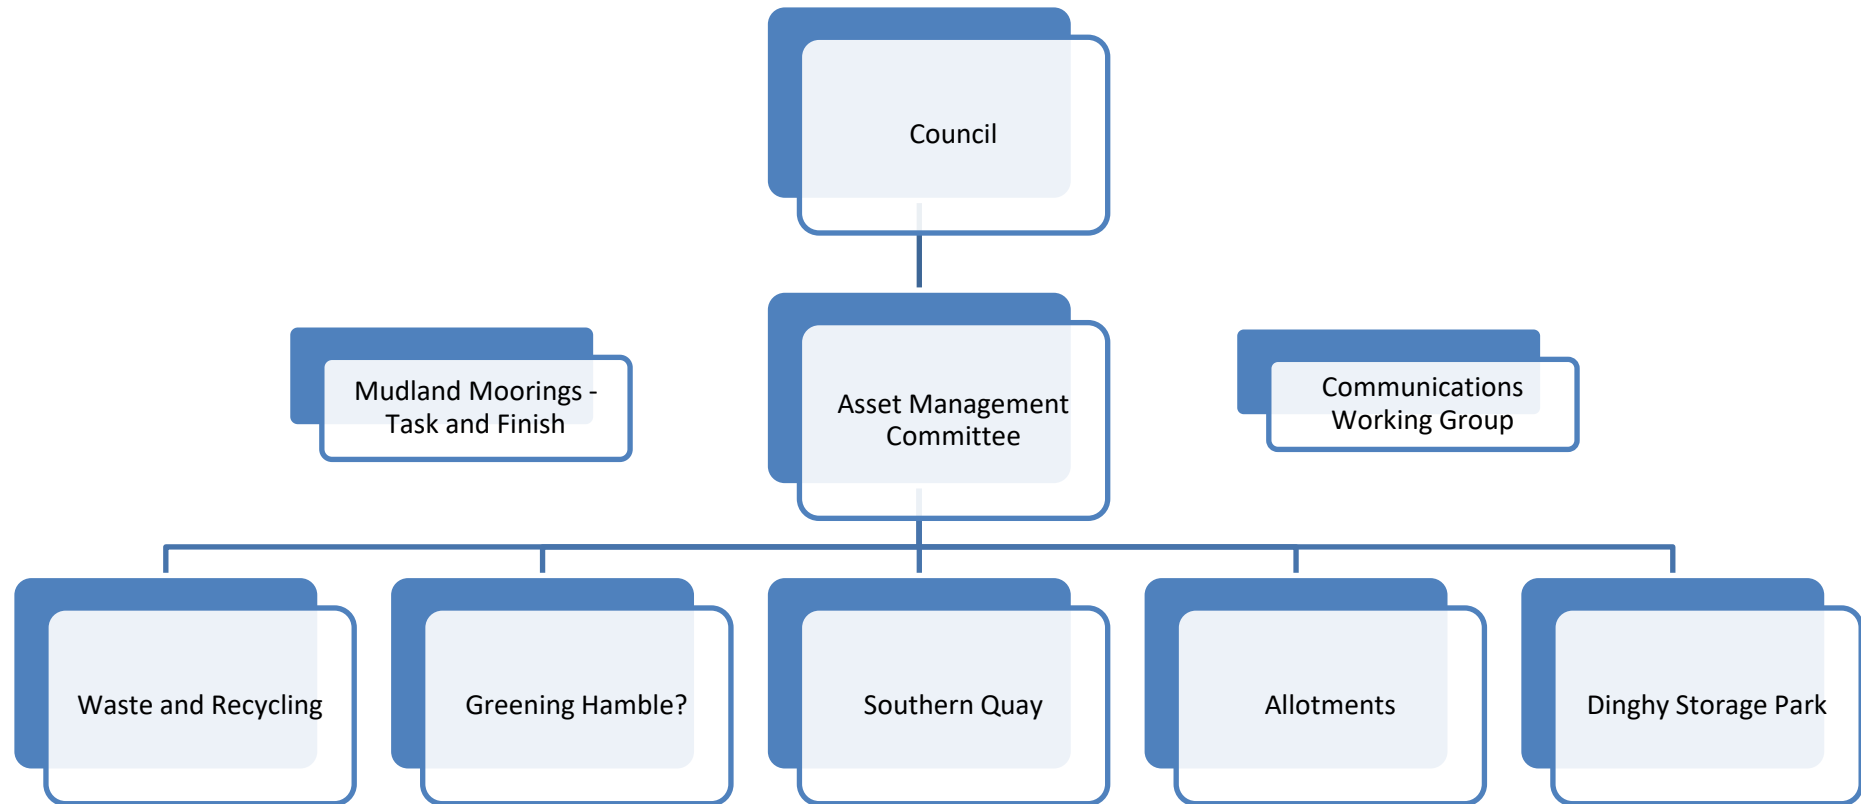 Council
Mudland Moorings -
Task and Finish
Asset Management
Committee
Communications
Working Group
Waste and Recycling
Greening Hamble?
Southern Quay
Allotments
Dinghy Storage Park